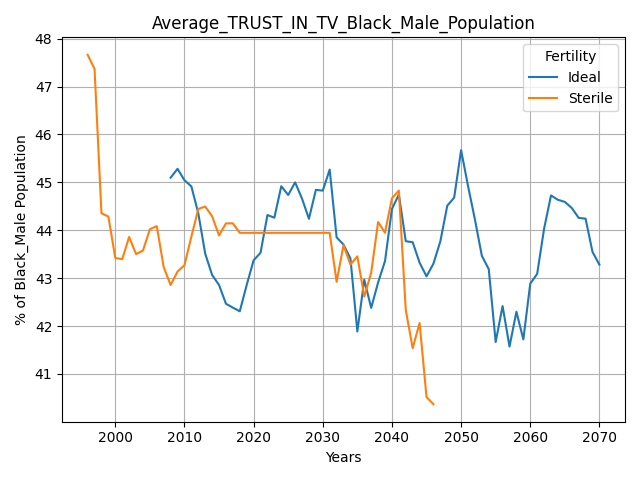 Average_TRUST_IN_TV_Black_Male_Population
% of Black_Male Population
48
47
46
45
44
43
42
41
Fertility
Ideal
Sterile
2000 2010 2020 2030 2040 2050 2060 2070
Years